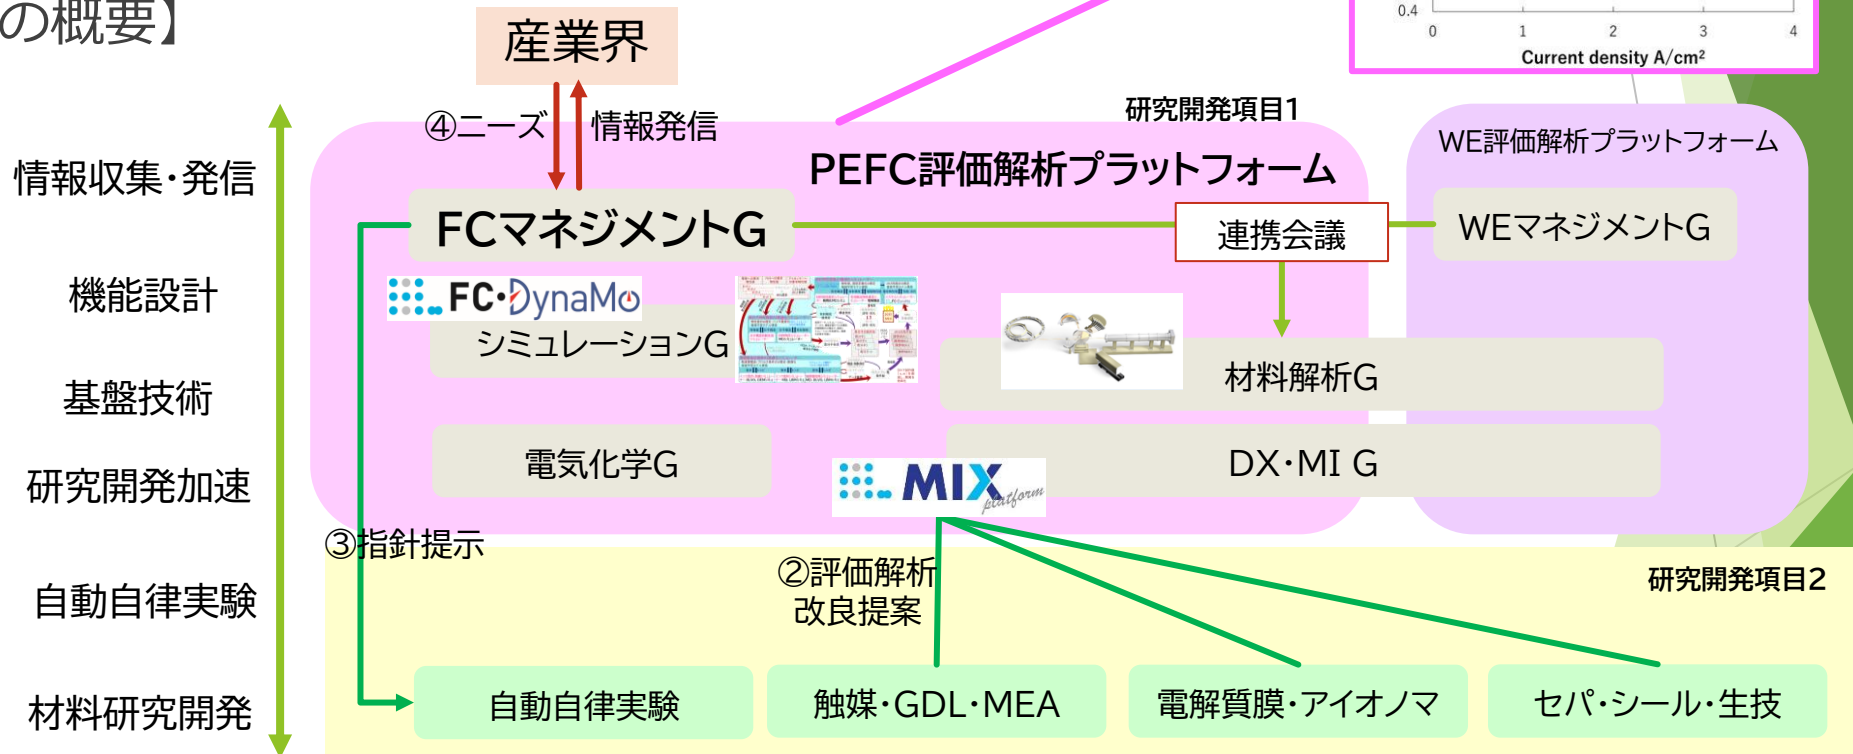 の概要】
産業界
0.4
0 1 2 3 4
Current density A/cm²
④ニーズ
情報発信
研究開発項目1
PEFC評価解析プラットフォーム
WE評価解析プラットフォーム
情報収集・発信
FCマネジメントG
連携会議
WEマネジメントG
機能設計
FC・DynaMo
シミュレーションG
基盤技術
材料解析G
電気化学G
DX・MI G
研究開発加速
MIX
platform
③指針提示
②評価解析
改良提案
研究開発項目2
自動自律実験
材料研究開発
自動自律実験
触媒・GDL・MEA
電解質膜・アイオノマ
セパ・シール・生技